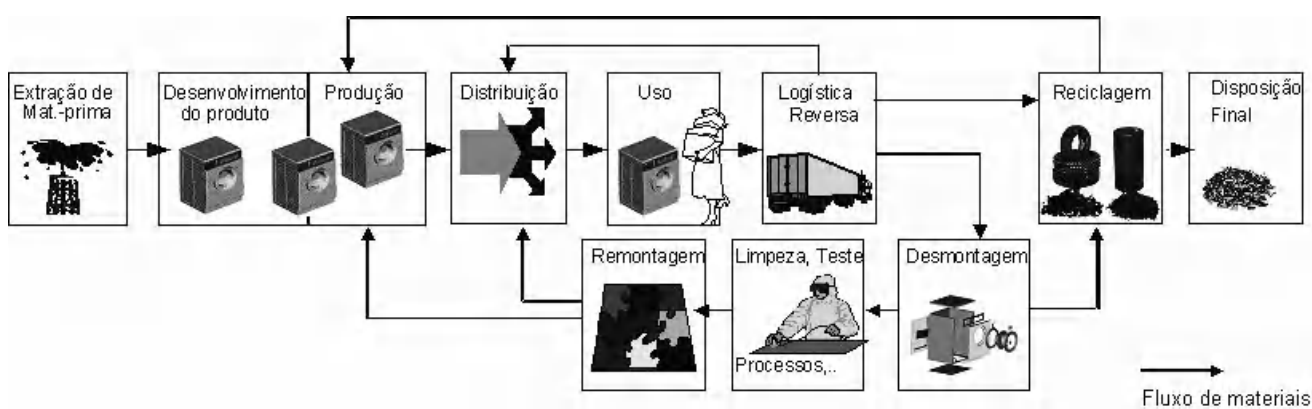 Extração de
Mat.-prima
Desenvolvimento
do produto
Produção
Distribuição
Uso
Logística
Reversa
Reciclagem
Disposição
Final
Remontagem
Limpeza, Teste
Processos,..
Desmontagem
Fluxo de materiais